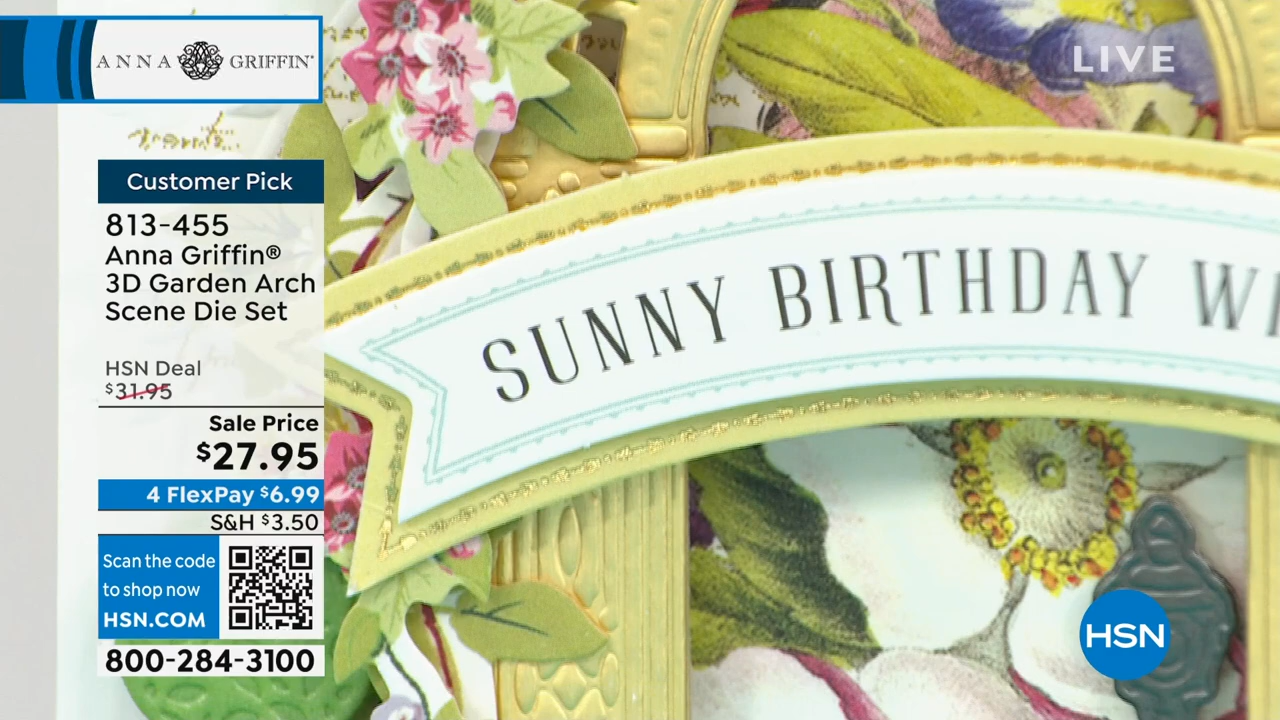 ANNA GRIFFIN
LIVE
Customer Pick
813-455
Anna Griffin®
3D Garden Arch
Scene Die Set
HSN Deal
$31.95
Sale Price
$27.95
4 FlexPay $6.99
S&H $3.50
Scan the code
to shop now
HSN.COM
800-284-3100
SUNNY BIRTHDAY
HSN